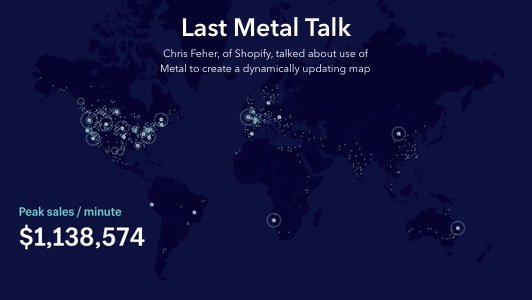 Last Metal Talk
Chris Feher, of Shopify, talked about use of
Metal to create a dynamically updating map
Peak sales / minute
$1,138,574